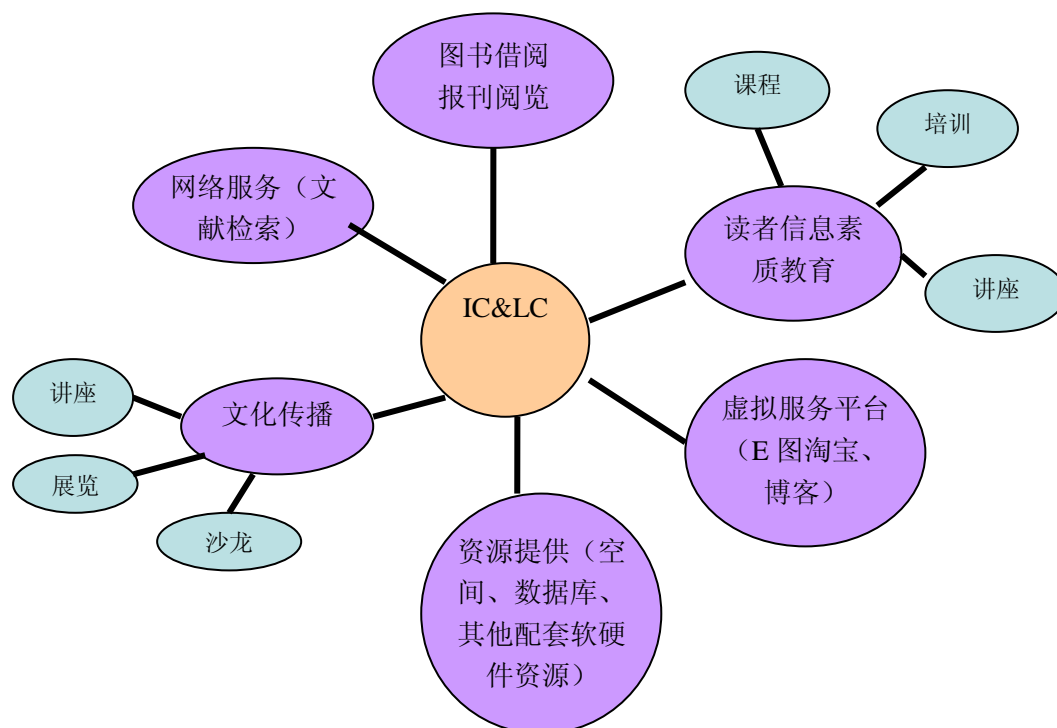 图书借阅
报刊阅览
课程
培训
网络服务（文
献检索）
读者信息素
质教育
讲座
IC&LC
讲座
文化传播
展览
沙龙
虚拟服务平台
（E 图淘宝、
博客）
资源提供（空
间、数据库、
其他配套软硬
件资源）